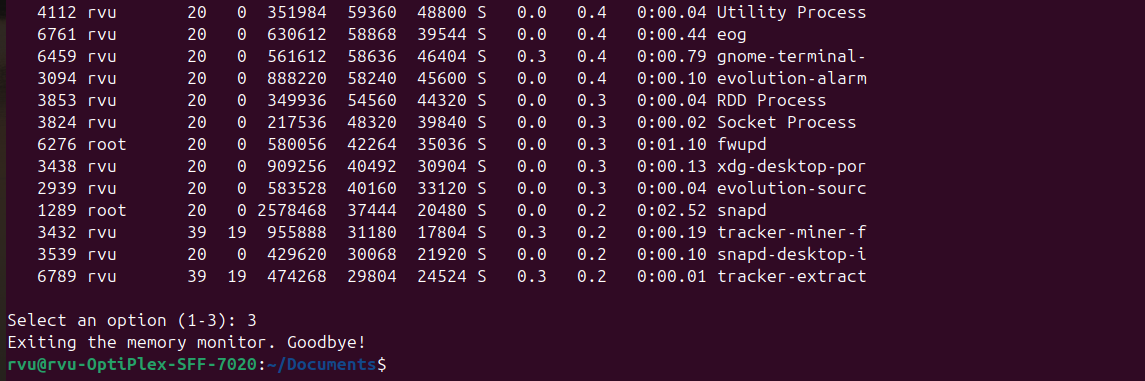 4112 rvu 20 0 351984 59360 48800 S 0.0 0.4 0:00.04 Utility Process
6761 rvu 20 0 630612 58868 39544 S 0.0 0.4 0:00.44 eog
6459 rvu 20 0 561612 58636 46404 S 0.3 0.4 0:00.79 gnome-terminal-
3094 rvu 20 0 888220 58240 45600 S 0.0 0.4 0:00.10 evolution-alarm
3853 rvu 20 0 349936 54560 44320 S 0.0 0.3 0:00.04 RDD Process
3824 rvu 20 0 217536 48320 39840 S 0.0 0.3 0:00.02 Socket Process
6276 root 20 0 580056 42264 35036 S 0.0 0.3 0:01.10 fwupd
3438 rvu 20 0 909256 40492 30904 S 0.0 0.3 0:00.13 xdg-desktop-por
2939 rvu 20 0 583528 40160 33120 S 0.0 0.3 0:00.04 evolution-sourc
1289 root 20 0 2578468 37444 20480 S 0.0 0.2 0:02.52 snapd
3432 rvu 39 19 955888 31180 17804 S 0.3 0.2 0:00.19 tracker-miner-f
3539 rvu 20 0 429620 30068 21920 S 0.0 0.2 0:00.10 snapd-desktop-i
6789 rvu 39 19 474268 29804 24524 S 0.3 0.2 0:00.01 tracker-extract
Select an option (1-3): 3
Exiting the memory monitor. Goodbye!
rvu@rvu-OptiPlex-SFF-7020:~/Documents$